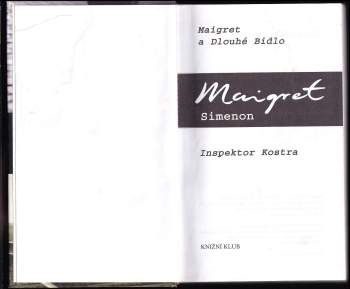 Maigret
a Dlouhé Bidlo
Maigret
Simenon
Inspektor Kostra
KNIŽNÍ KLUB